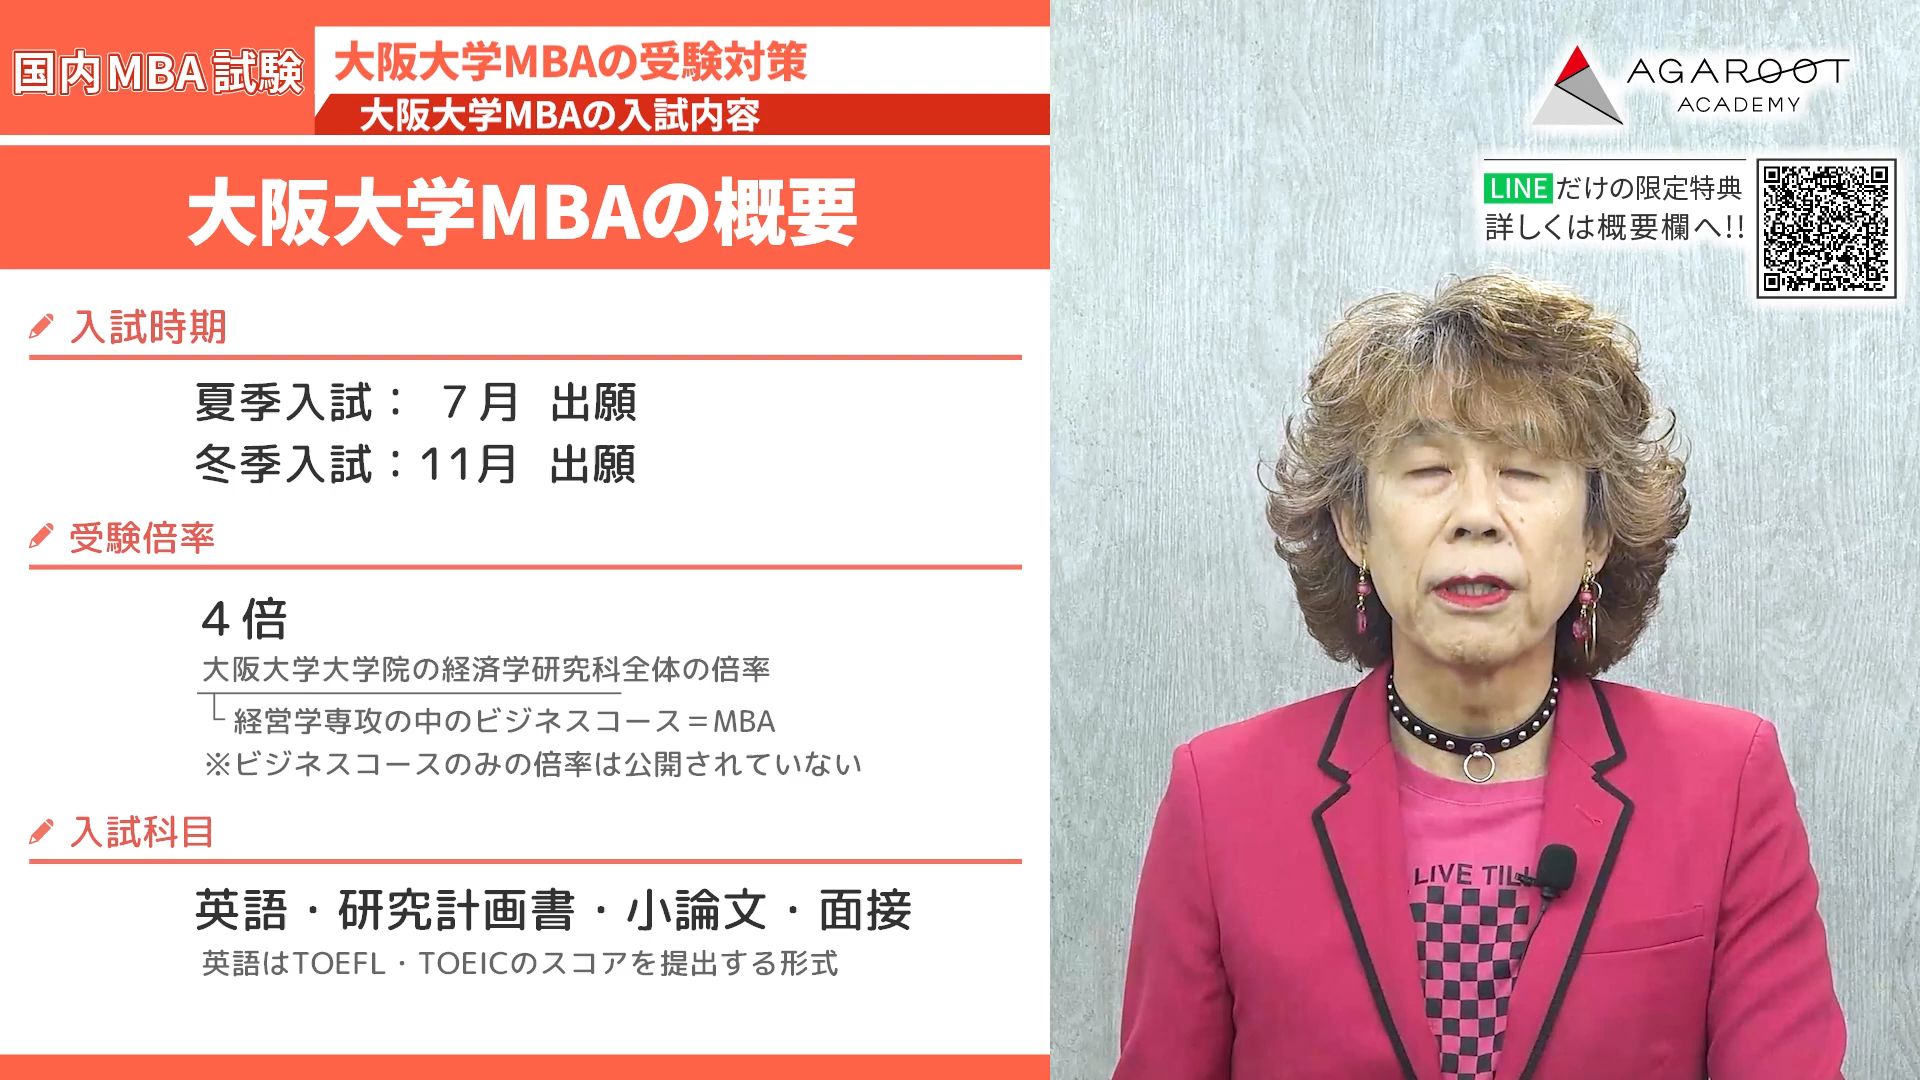 国内MBA試験
大阪大学MBAの受験対策
大阪大学MBAの入試内容
大阪大学MBAの概要
入試時期
夏季入試： 7月 出願
冬季入試：11月 出願
受験倍率
4倍
大阪大学大学院の経済学研究科全体の倍率
経営学専攻の中のビジネスコース＝MBA
※ビジネスコースのみの倍率は公開されていない
入試科目
英語・研究計画書・小論文・面接
英語はTOEFL・TOEICのスコアを提出する形式
AGAROOT
ACADEMY
LINEだけの限定特典
詳しくは概要欄へ!!
LIVE TILL